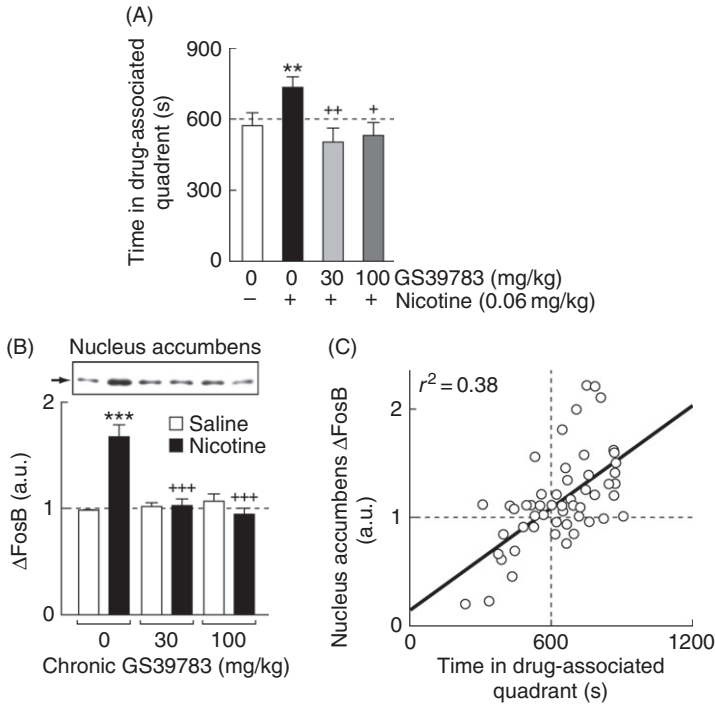 (A)
Time in drug-associated
quadrent (s)
900
600
300
0
**
++
+
0 0 30 100 GS39783 (mg/kg)
− + + + Nicotine (0.06 mg/kg)
(B)
Nucleus accumbens
ΔFosB (a.u.)
2
1
0
***
+++
+++
Saline
Nicotine
0 30 100
Chronic GS39783 (mg/kg)
(C)
Nucleus accumbens ΔFosB
(a.u.)
r² = 0.38
2
1
0
0 600 1200
Time in drug-associated
quadrant (s)